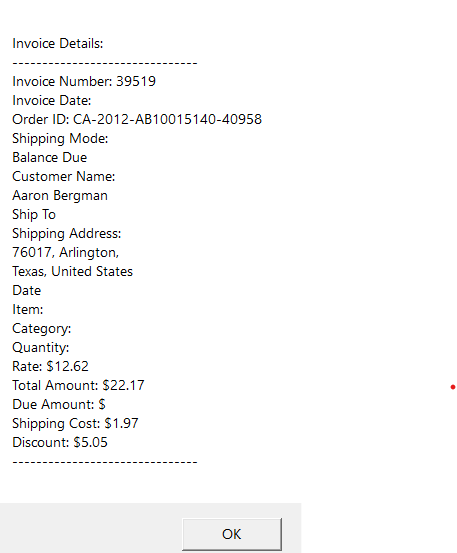 Invoice Details:
-------------------------------
Invoice Number: 39519
Invoice Date:
Order ID: CA-2012-AB10015140-40958
Shipping Mode:
Balance Due
Customer Name:
Aaron Bergman
Ship To
Shipping Address:
76017, Arlington,
Texas, United States
Date
Item:
Category:
Quantity:
Rate: $12.62
Total Amount: $22.17
Due Amount: $
Shipping Cost: $1.97
Discount: $5.05
-------------------------------
OK